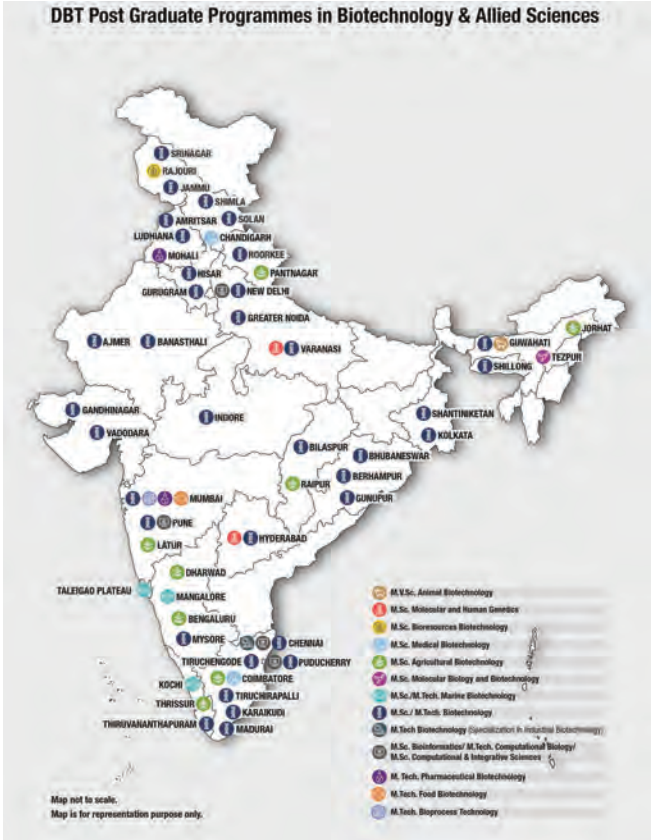 DBT Post Graduate Programmes in Biotechnology & Allied Sciences
SRINAGAR
RAJOURI
JAMMU
SHIMLA
AMRITSAR
SOLAN
LUDHIANA
CHANDIGARH
MOHALI
ROORKEE
HISAR
PANTNAGAR
GURUGRAM
NEW DELHI
GREATER NOIDA
JORHAT
AJMER
BANASTHALI
VARANASI
GUWAHATI
TEZPUR
SHILLONG
GANDHINAGAR
INDORE
SHANTINIKETAN
VADODARA
KOLKATA
BILASPUR
BHUBANESWAR
BERHAMPUR
RAIPUR
GUNUPUR
MUMBAI
PUNE
HYDERABAD
LATUR
DHARWAD
TALEIGAO PLATEAU
MANGALORE
BENGALURU
MYSORE
CHENNAI
TIRUCHENGODE
PUDUCHERRY
COIMBATORE
KOCHI
TIRUCHIRAPALLI
THRISSUR
KARAIKUDI
THIRUVANANTHAPURAM
MADURAI
M.V.Sc. Animal Biotechnology
M.Sc. Molecular and Human Genetics
M.Sc. Bioresources Biotechnology
M.Sc. Medical Biotechnology
M.Sc. Agricultural Biotechnology
M.Sc. Molecular Biology and Biotechnology
M.Sc./M.Tech. Marine Biotechnology
M.Sc./ M.Tech. Biotechnology
M.Tech Biotechnology (Specialization in Industrial Biotechnology)
M.Sc. Bioinformatics/ M.Tech. Computational Biology/
M.Sc. Computational & Integrative Sciences
M. Tech. Pharmaceutical Biotechnology
M.Tech. Food Biotechnology
M.Tech. Bioprocess Technology
Map not to scale.
Map is for representation purpose only.